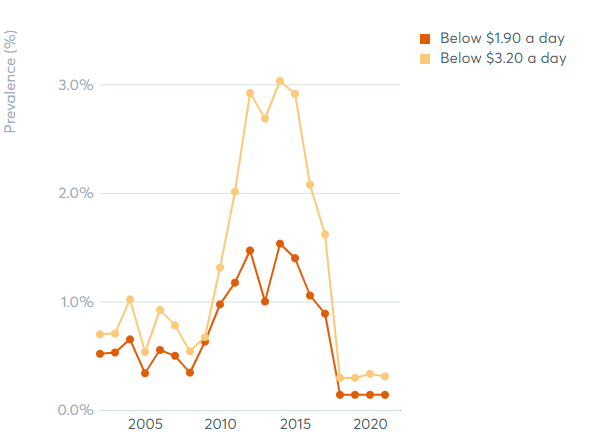 Prevalence (%)
Below $1.90 a day
Below $3.20 a day
3.0%
2.0%
1.0%
0.0%
2005 2010 2015 2020